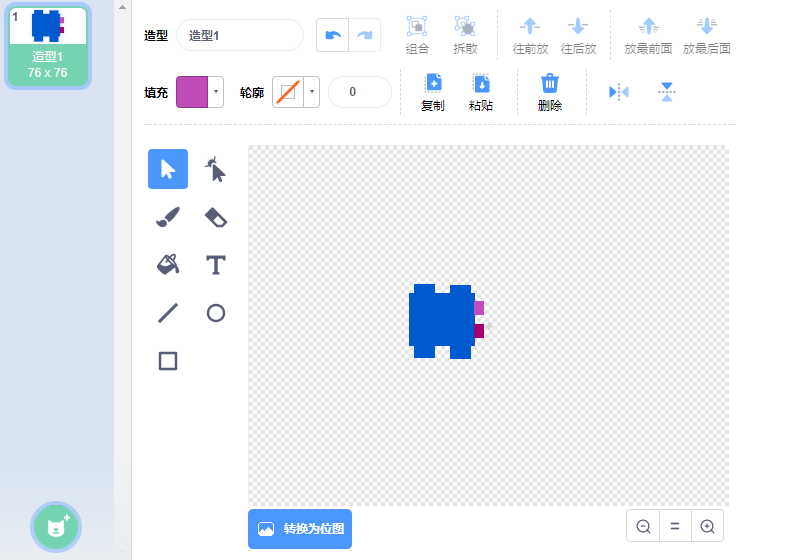 1
造型1
76 x 76
造型 造型1
组合 拆散 往前放 往后放 放最前面 放最后面
填充 轮廓 0
复制 粘贴 删除
转换为位图